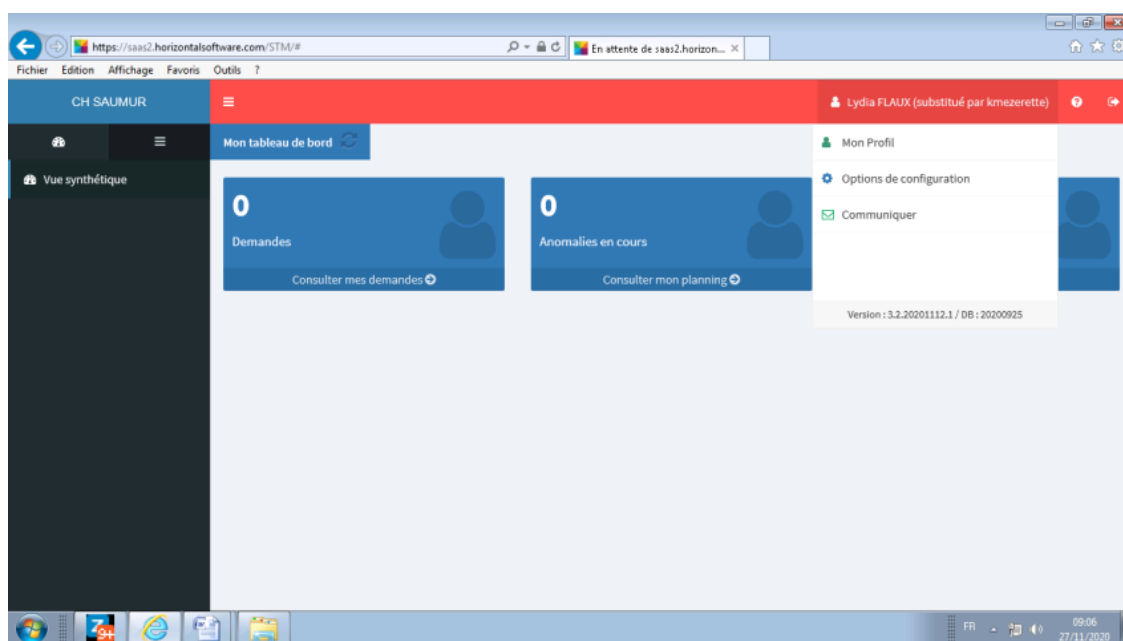 https://saas2.horizontalsoftware.com/STM/#
En attente de saas2.horizon...
Fichier Edition Affichage Favoris Outils ?
CH SAUMUR
Lydia FLAUX (substitué par kmezerette)
Mon tableau de bord
Mon Profil
Vue synthétique
Options de configuration
0
0
Communiquer
Demandes
Anomalies en cours
Consulter mes demandes
Consulter mon planning
Version : 3.2.20201112.1 / DB : 20200925
FR
09:06
27/11/2020